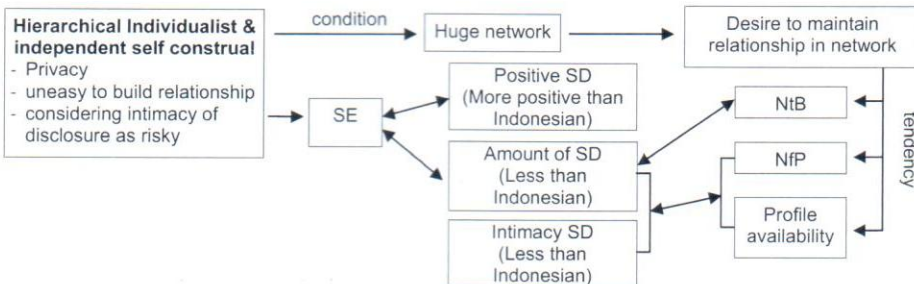 Hierarchical Individualist &
independent self construal
- Privacy
- uneasy to build relationship
- considering intimacy of
disclosure as risky
condition
Huge network
Desire to maintain
relationship in network
SE
Positive SD
(More positive than
Indonesian)
Amount of SD
(Less than
Indonesian)
Intimacy SD
(Less than
Indonesian)
NtB
NfP
Profile
availability
tendency